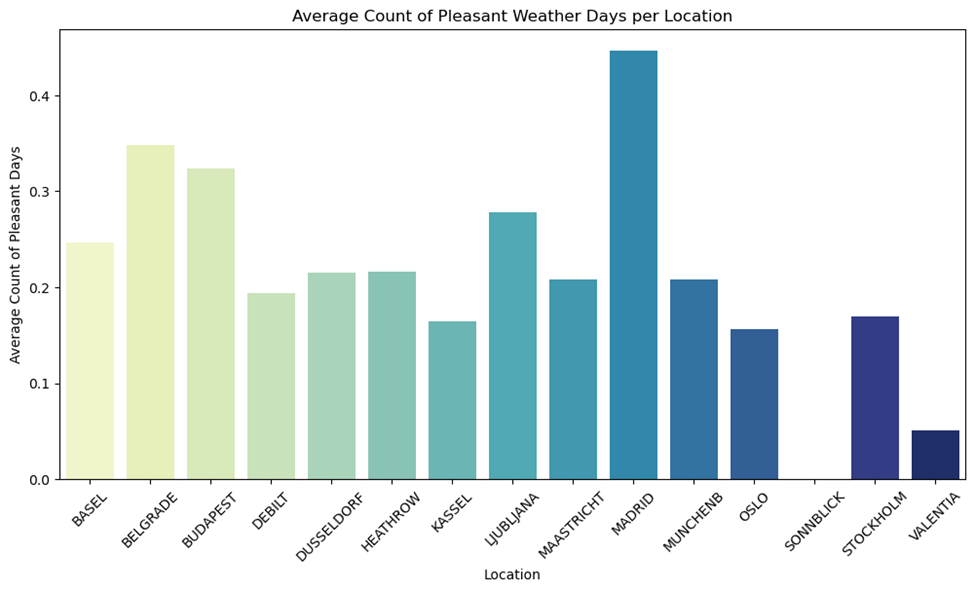 Average Count of Pleasant Weather Days per Location
Average Count of Pleasant Days
0.4
0.3
0.2
0.1
0.0
BASEL
BELGRADE
BUDAPEST
DEBILT
DUSSELDORF
HEATHROW
KASSEL
LJUBLJANA
MAASTRICHT
MADRID
MUNCHENB
OSLO
SONNBLICK
STOCKHOLM
VALENTIA
Location